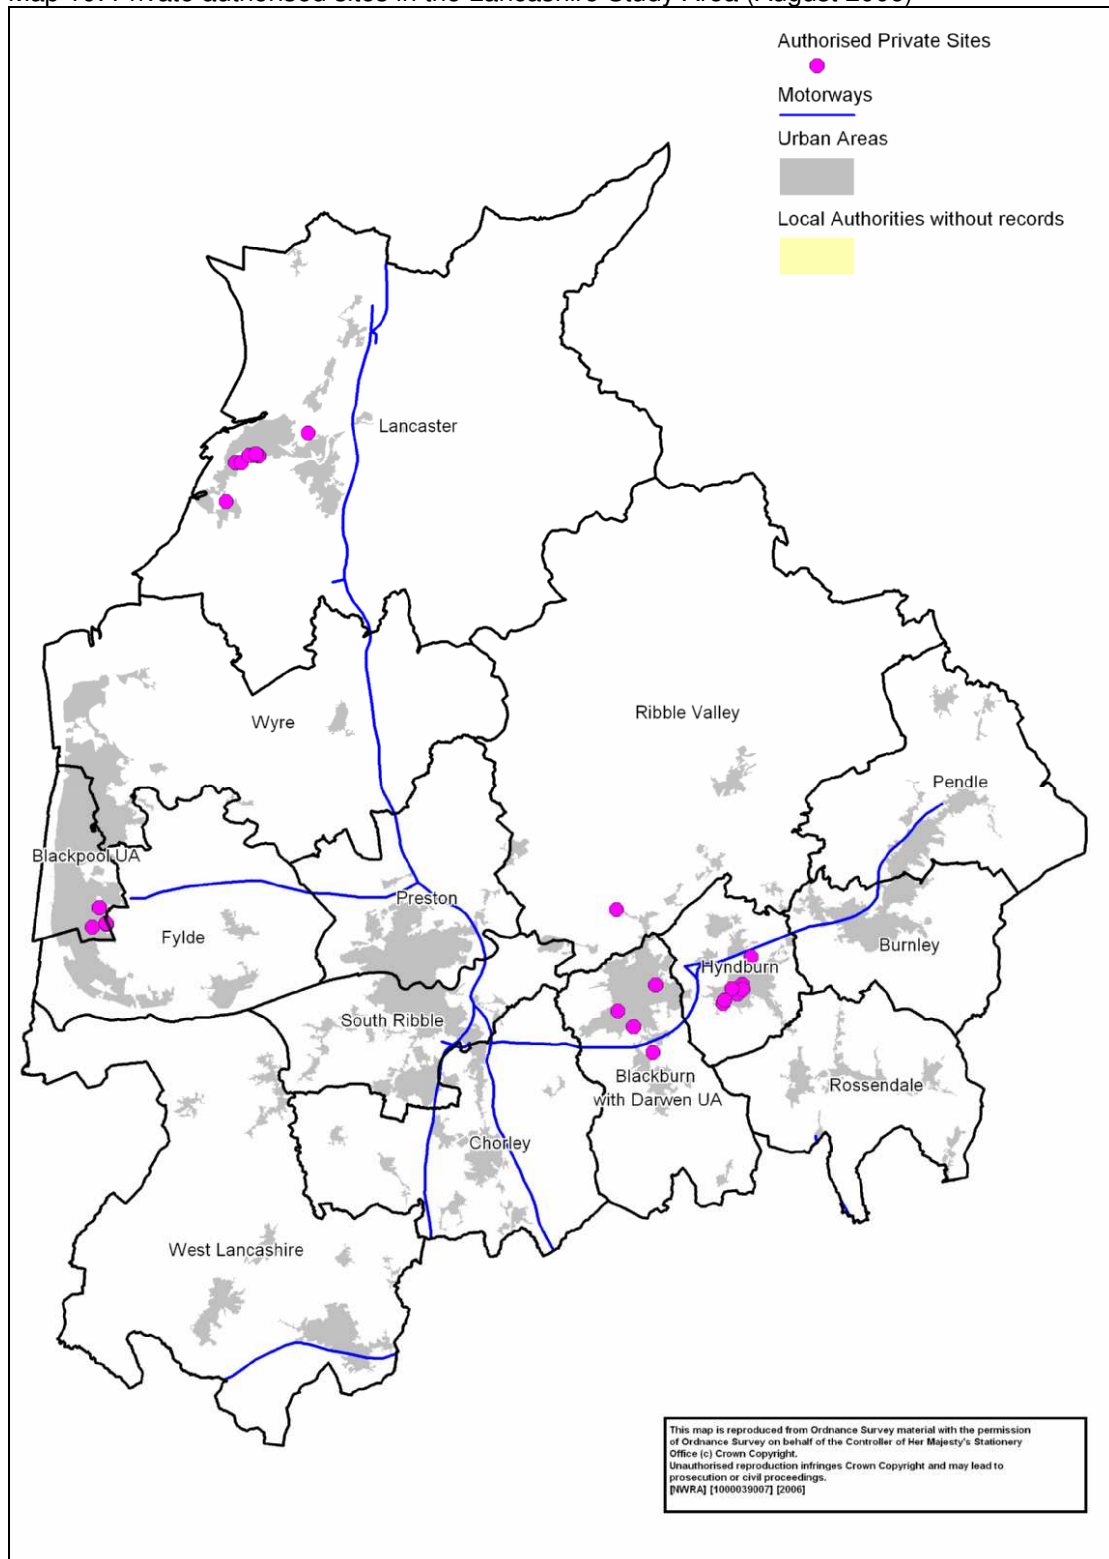 Authorised Private Sites
Motorways
Urban Areas
Local Authorities without records
Lancaster
Wyre
Ribble Valley
Pendle
Blackpool UA
Preston
Fylde
Burnley
Hyndburn
South Ribble
Blackburn
with Darwen UA
Rossendale
Chorley
West Lancashire
This map is reproduced from Ordnance Survey material with the permission
of Ordnance Survey on behalf of the Controller of Her Majesty's Stationery
Office (c) Crown Copyright.
Unauthorised reproduction infringes Crown Copyright and may lead to
prosecution or civil proceedings.
[NWRA] [1000039007] [2006]